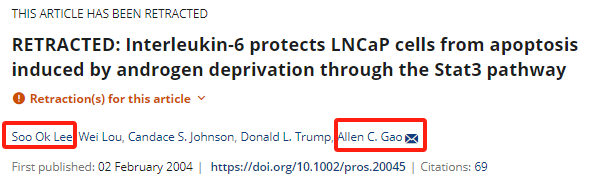 THIS ARTICLE HAS BEEN RETRACTED
RETRACTED: Interleukin-6 protects LNCaP cells from apoptosis
induced by androgen deprivation through the Stat3 pathway
Retraction(s) for this article
Soo Ok Lee, Wei Lou, Candace S. Johnson, Donald L. Trump, Allen C. Gao
First published: 02 February 2004 | https://doi.org/10.1002/pros.20045 | Citations: 69